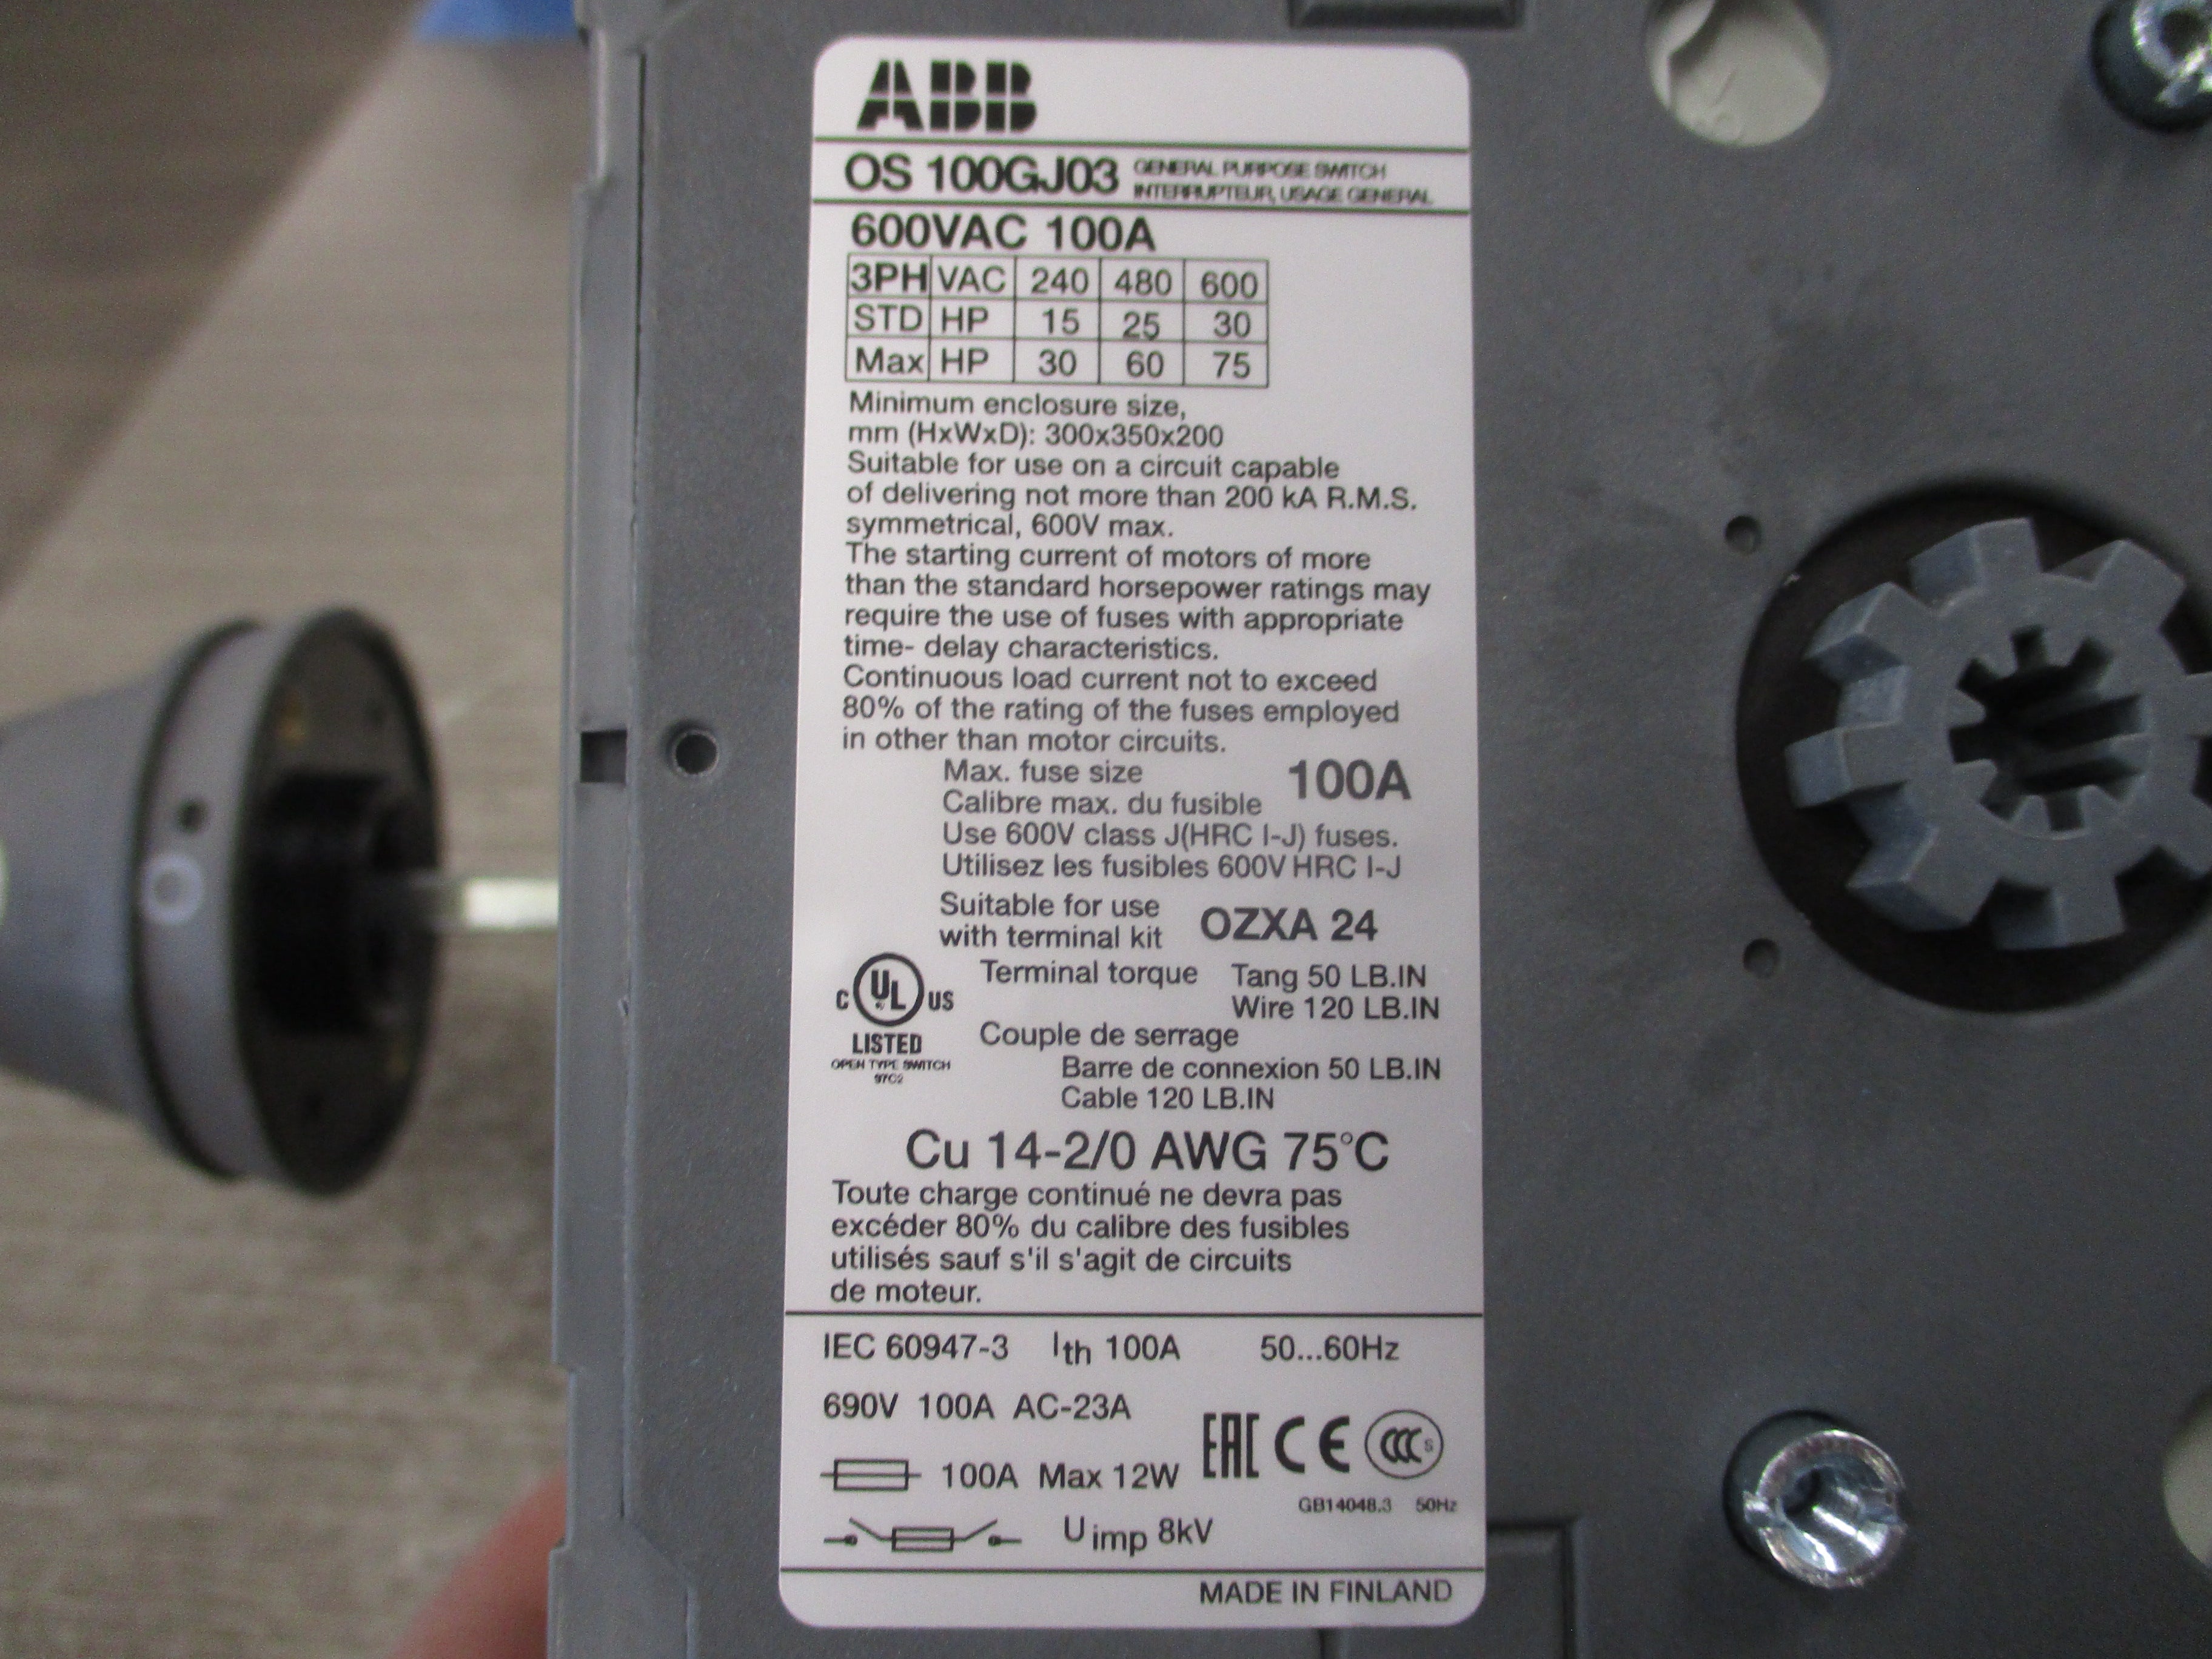 ABB
OS 100GJ03 GENERAL PURPOSE SWITCH
INTERRUPTEUR, USAGE GENERAL
600VAC 100A
3PH VAC 240 480 600
STD HP 15 25 30
Max HP 30 60 75
Minimum enclosure size,
mm (HxWxD): 300x350x200
Suitable for use on a circuit capable
of delivering not more than 200 kA R.M.S.
symmetrical, 600V max.
The starting current of motors of more
than the standard horsepower ratings may
require the use of fuses with appropriate
time- delay characteristics.
Continuous load current not to exceed
80% of the rating of the fuses employed
in other than motor circuits.
Max. fuse size 100A
Calibre max. du fusible
Use 600V class J(HRC I-J) fuses.
Utilisez les fusibles 600V HRC I-J
Suitable for use
with terminal kit OZXA 24
C UL US
LISTED
OPEN TYPE SWITCH
97C2
Terminal torque Tang 50 LB.IN
Wire 120 LB.IN
Couple de serrage
Barre de connexion 50 LB.IN
Cable 120 LB.IN
Cu 14-2/0 AWG 75°C
Toute charge continué ne devra pas
excéder 80% du calibre des fusibles
utilisés sauf s'il s'agit de circuits
de moteur.
IEC 60947-3 Ith 100A 50...60Hz
690V 100A AC-23A
EAC CE CCC S
100A Max 12W
GB14048.3 50Hz
U imp 8kV
MADE IN FINLAND